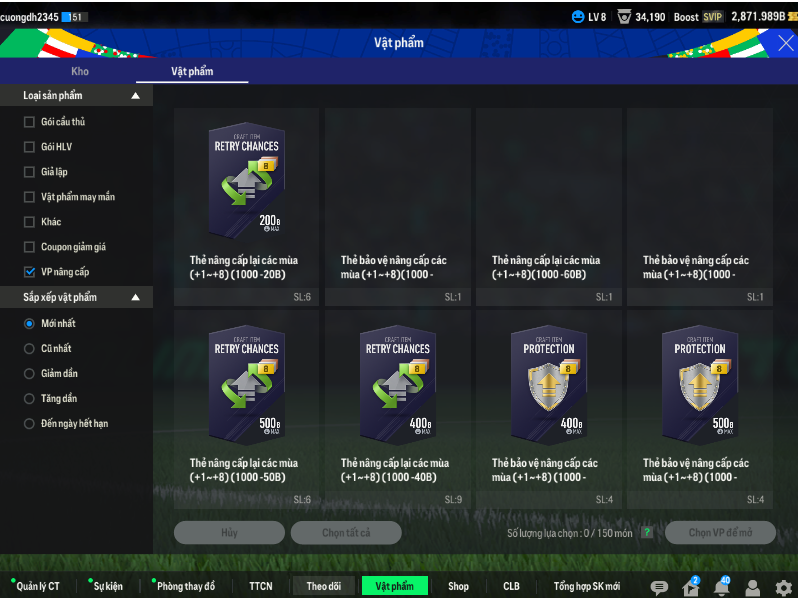 cuongdh2345 151
LV 8 34,190 Boost SVIP 2,871.989B
Vật phẩm
Kho
Vật phẩm
Loại sản phẩm
Gói cầu thủ
Gói HLV
Giả lập
Vật phẩm may mắn
Khác
Coupon giảm giá
VP nâng cấp
Sắp xếp vật phẩm
Mới nhất
Cũ nhất
Giảm dần
Tăng dần
Đến ngày hết hạn
CRAFT ITEM
RETRY CHANCES
8
200B
MAX
Thẻ nâng cấp lại các mùa
(+1~+8) (1000 -20B)
SL:6
Thẻ bảo vệ nâng cấp các
mùa (+1~+8)(1000 -
SL:1
Thẻ nâng cấp lại các mùa
(+1~+8) (1000 -60B)
SL:1
Thẻ bảo vệ nâng cấp các
mùa (+1~+8)(1000 -
SL:1
CRAFT ITEM
RETRY CHANCES
8
500B
MAX
Thẻ nâng cấp lại các mùa
(+1~+8) (1000 -50B)
SL:6
CRAFT ITEM
RETRY CHANCES
8
400B
MAX
Thẻ nâng cấp lại các mùa
(+1~+8) (1000 -40B)
SL:9
CRAFT ITEM
PROTECTION
8
400B
MAX
Thẻ bảo vệ nâng cấp các
mùa (+1~+8) (1000 -
SL:4
CRAFT ITEM
PROTECTION
8
500B
MAX
Thẻ bảo vệ nâng cấp các
mùa (+1~+8) (1000 -
SL:4
Hủy
Chọn tất cả
Số lượng lựa chọn : 0 / 150 món ?
Chọn VP để mở
Quản lý CT
Sự kiện
Phòng thay đồ
TTCN
Theo dõi
Vật phẩm
Shop
CLB
Tổng hợp SK mới
2
40